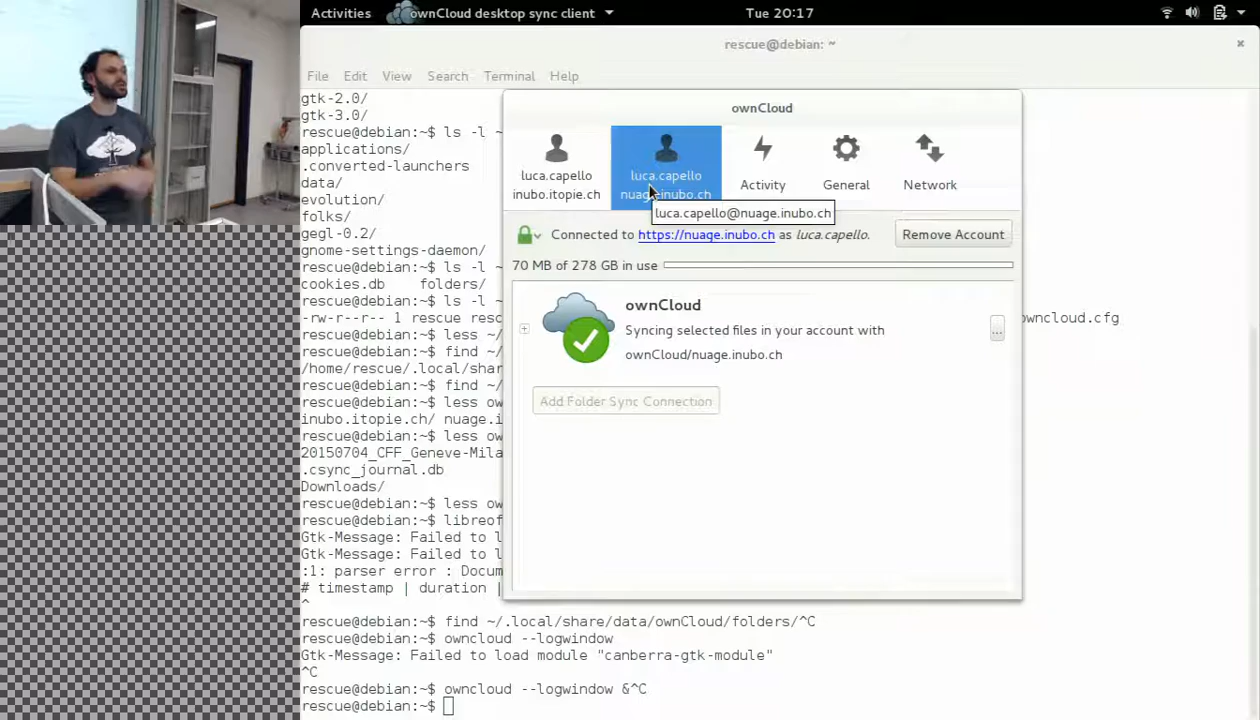 Activities
ownCloud desktop sync client
Tue 20:17
rescue@debian: ~
File Edit View Search Terminal Help
gtk-2.0/
gtk-3.0/
rescue@debian:~$ ls -l ~
applications/
.converted-launchers
data/
evolution/
folks/
gegl-0.2/
gnome-settings-daemon/
rescue@debian:~$ ls -l ~
cookies.db folders/
rescue@debian:~$ ls -l ~
-rw-r--r-- 1 rescue resc
owncloud.cfg
rescue@debian:~$ less ~/
rescue@debian:~$ find ~/
/home/rescue/.local/shar
rescue@debian:~$ find ~/
rescue@debian:~$ less ow
inubo.itopie.ch/ nuage.i
rescue@debian:~$ less ow
20150704_CFF_Geneve-Mila
.csync_journal.db
Downloads/
rescue@debian:~$ less ow
rescue@debian:~$ libreof
Gtk-Message: Failed to l
Gtk-Message: Failed to l
:1: parser error : Docum
# timestamp | duration |
^
rescue@debian:~$ find ~/.local/share/data/ownCloud/folders/^C
rescue@debian:~$ owncloud --logwindow
Gtk-Message: Failed to load module "canberra-gtk-module"
^C
rescue@debian:~$ owncloud --logwindow &^C
rescue@debian:~$
ownCloud
luca.capello
inubo.itopie.ch
luca.capello
nuage.inubo.ch
Activity
General
Network
luca.capello@nuage.inubo.ch
Connected to https://nuage.inubo.ch as luca.capello.
Remove Account
70 MB of 278 GB in use
ownCloud
Syncing selected files in your account with
ownCloud/nuage.inubo.ch
...
Add Folder Sync Connection